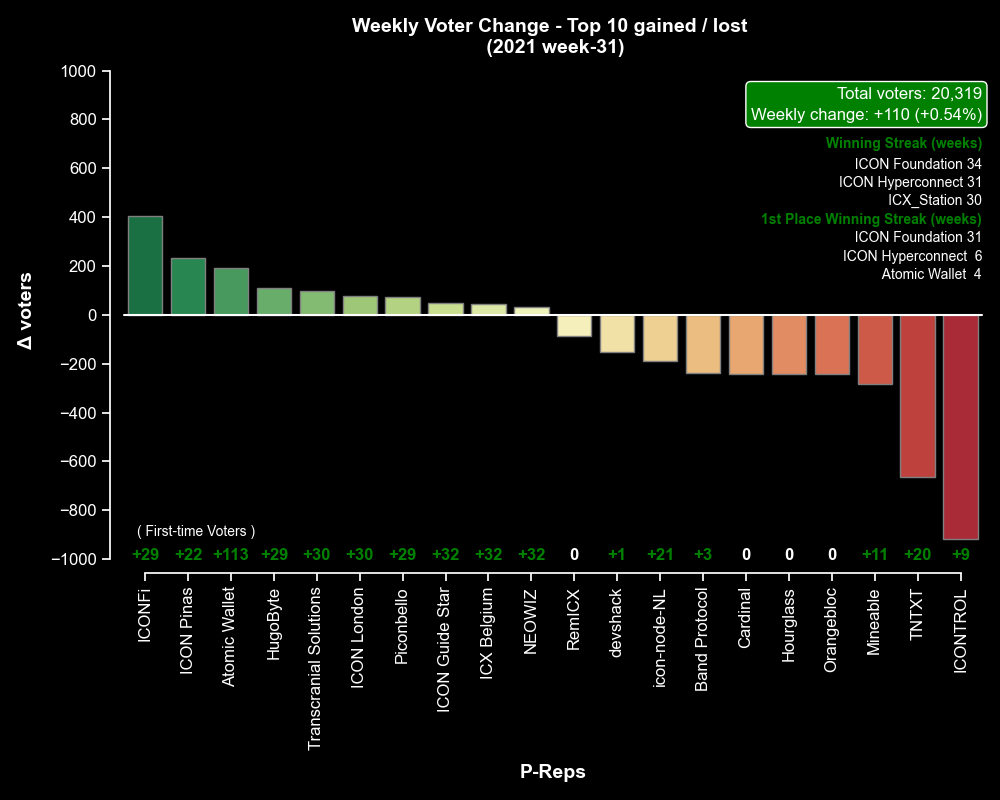 Weekly Voter Change - Top 10 gained / lost
(2021 week-31)
Total voters: 20,319
Weekly change: +110 (+0.54%)
Winning Streak (weeks)
ICON Foundation 34
ICON Hyperconnect 31
ICX_Station 30
1st Place Winning Streak (weeks)
ICON Foundation 31
ICON Hyperconnect 6
Atomic Wallet 4
Δ voters
1000
800
600
400
200
0
−200
−400
−600
−800
−1000
( First-time Voters )
+29 +22 +113 +29 +30 +30 +29 +32 +32 +32 0 +1 +21 +3 0 0 0 +11 +20 +9
ICONFi
ICON Pinas
Atomic Wallet
HugoByte
Transcranial Solutions
ICON London
Piconbello
ICON Guide Star
ICX Belgium
NEOWIZ
RemICX
devshack
icon-node-NL
Band Protocol
Cardinal
Hourglass
Orangebloc
Mineable
TNTXT
ICONTROL
P-Reps